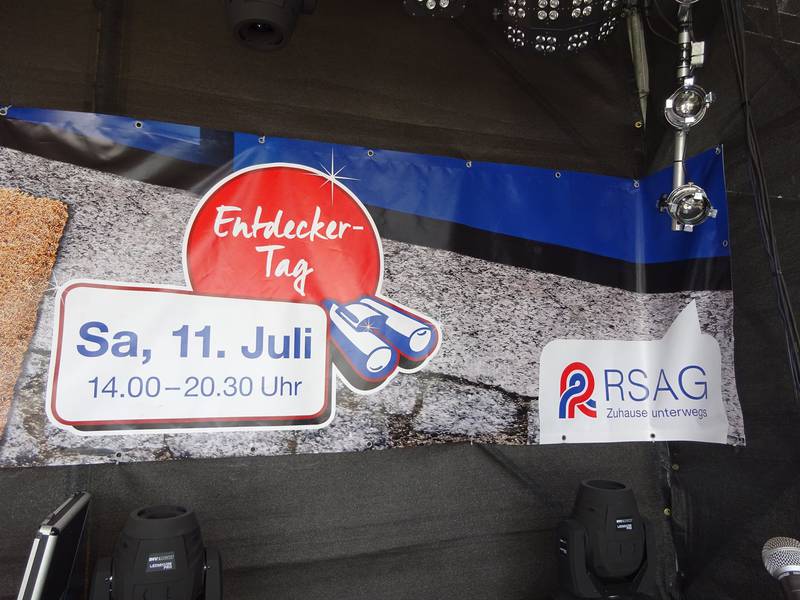 Entdecker-
Tag
Sa, 11. Juli
14.00–20.30 Uhr
RSAG
Zuhause unterwegs